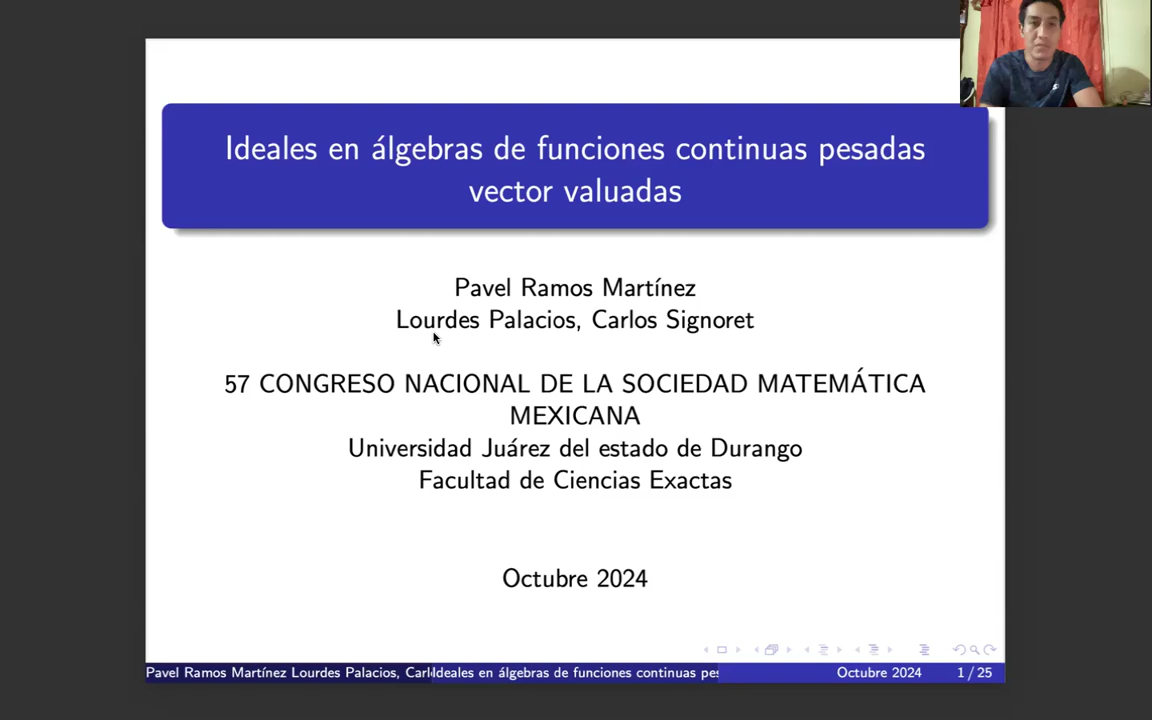 Ideales en álgebras de funciones continuas pesadas
vector valuadas
Pavel Ramos Martínez
Lourdes Palacios, Carlos Signoret
57 CONGRESO NACIONAL DE LA SOCIEDAD MATEMÁTICA
MEXICANA
Universidad Juárez del estado de Durango
Facultad de Ciencias Exactas
Octubre 2024
Pavel Ramos Martínez Lourdes Palacios, Carl Ideales en álgebras de funciones continuas pes Octubre 2024 1 / 25